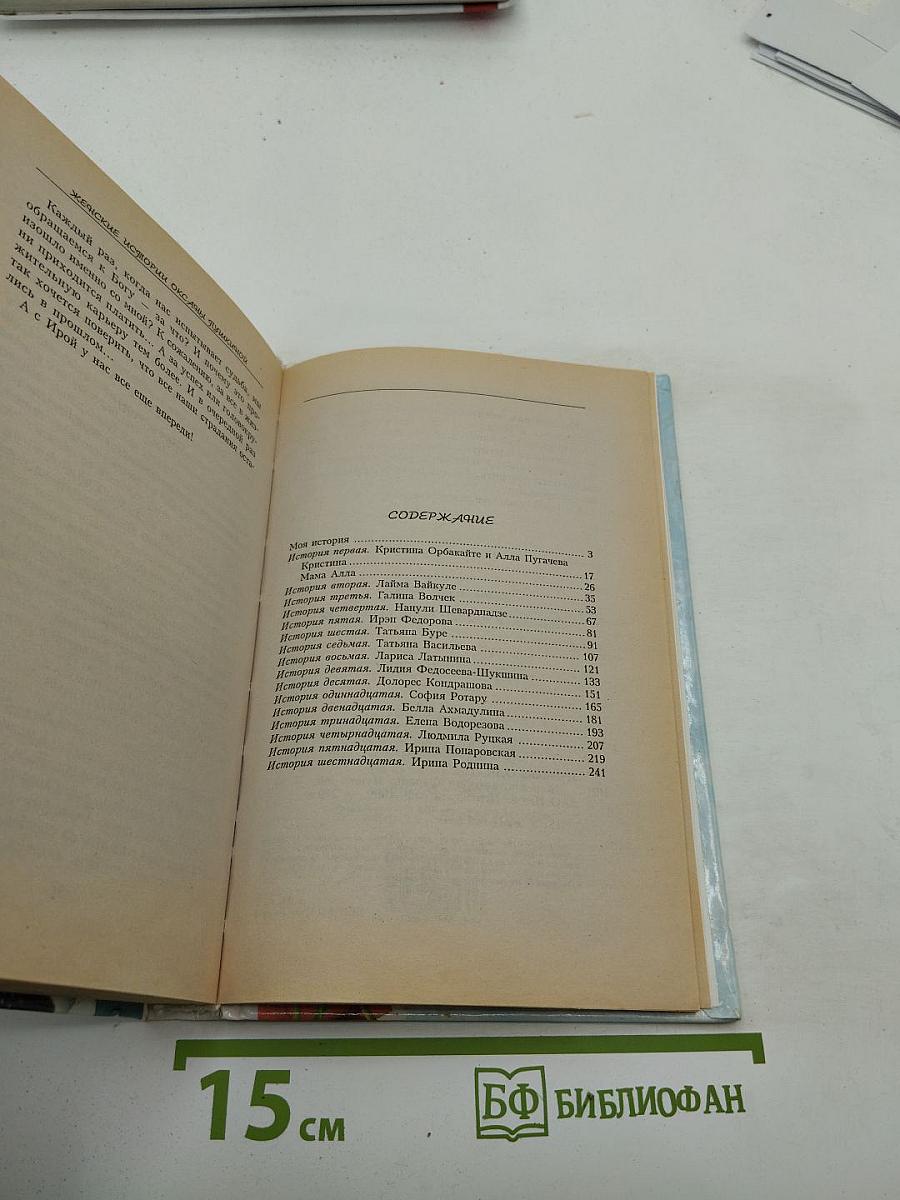 ЖЕНСКИЕ ИСТОРИИ ОКСАНЫ ПУШКИНОЙ
Каждый раз, когда нас испытывает судьба, мы
обращаемся к Богу — за что? И почему это про-
изошло именно со мной? К сожалению, за все в жиз-
ни приходится платить... А за успех или головокру-
жительную карьеру тем более. И в очередной раз
так хочется поверить, что все наши страдания оста-
лись в прошлом...
А с Ирой у нас все еще впереди!
СОДЕРЖАНИЕ
Моя история ........ 3
История первая. Кристина Орбакайте и Алла Пугачева
Кристина ........ 17
Мама Алла ........ 26
История вторая. Лайма Вайкуле ........ 35
История третья. Галина Волчек ........ 53
История четвертая. Нанули Шеварднадзе ........ 67
История пятая. Ирэн Федорова ........ 81
История шестая. Татьяна Буре ........ 91
История седьмая. Татьяна Васильева ........ 107
История восьмая. Лариса Латынина ........ 121
История девятая. Лидия Федосеева-Шукшина ........ 133
История десятая. Долорес Кондрашова ........ 151
История одиннадцатая. София Ротару ........ 165
История двенадцатая. Белла Ахмадулина ........ 181
История тринадцатая. Елена Водорезова ........ 193
История четырнадцатая. Людмила Руцкая ........ 207
История пятнадцатая. Ирина Понаровская ........ 219
История шестнадцатая. Ирина Роднина ........ 241
15 см
БФ БИБЛИОФАН